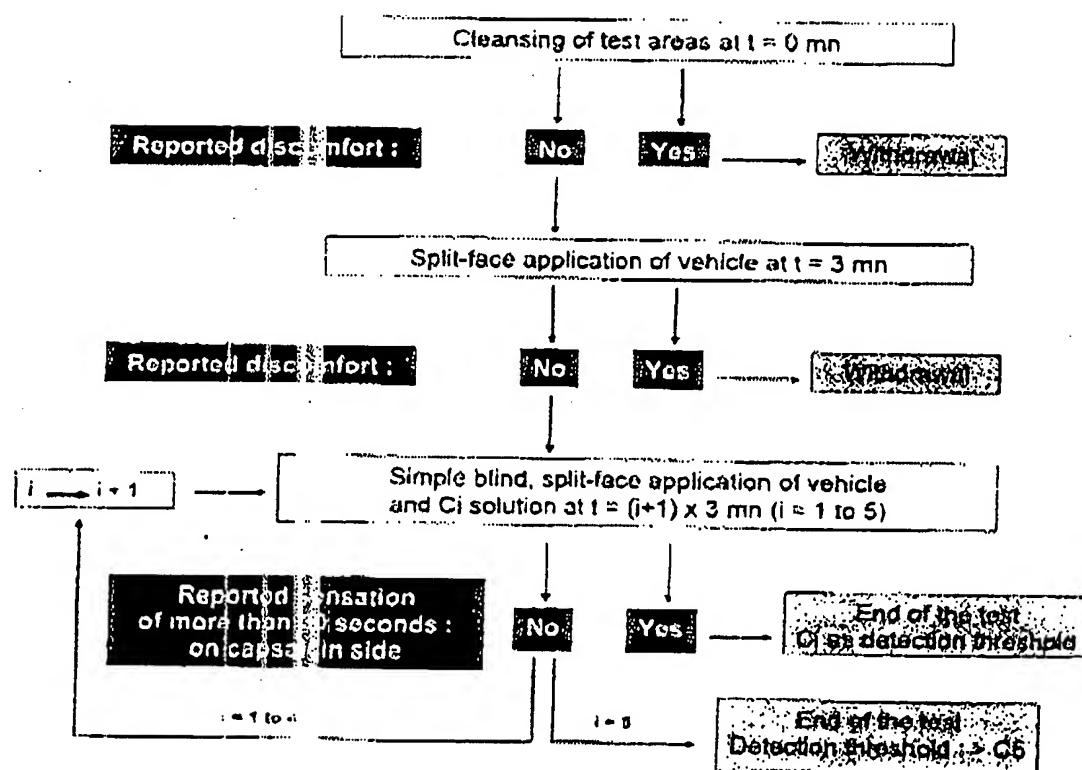 Cleansing of test areas at t = 0 mn
Reported discomfort :
No
Yes
Withdrawal
Split-face application of vehicle at t = 3 mn
Reported discomfort :
No
Yes
Withdrawal
i → i + 1
Simple blind, split-face application of vehicle
and Ci solution at t = (i+1) x 3 mn (i = 1 to 5)
Reported sensation
of more than seconds :
on capsaicin side
No
Yes
End of the test
Ci as detection threshold
i = 1 to
i = 5
End of the test
Detection threshold : > C5